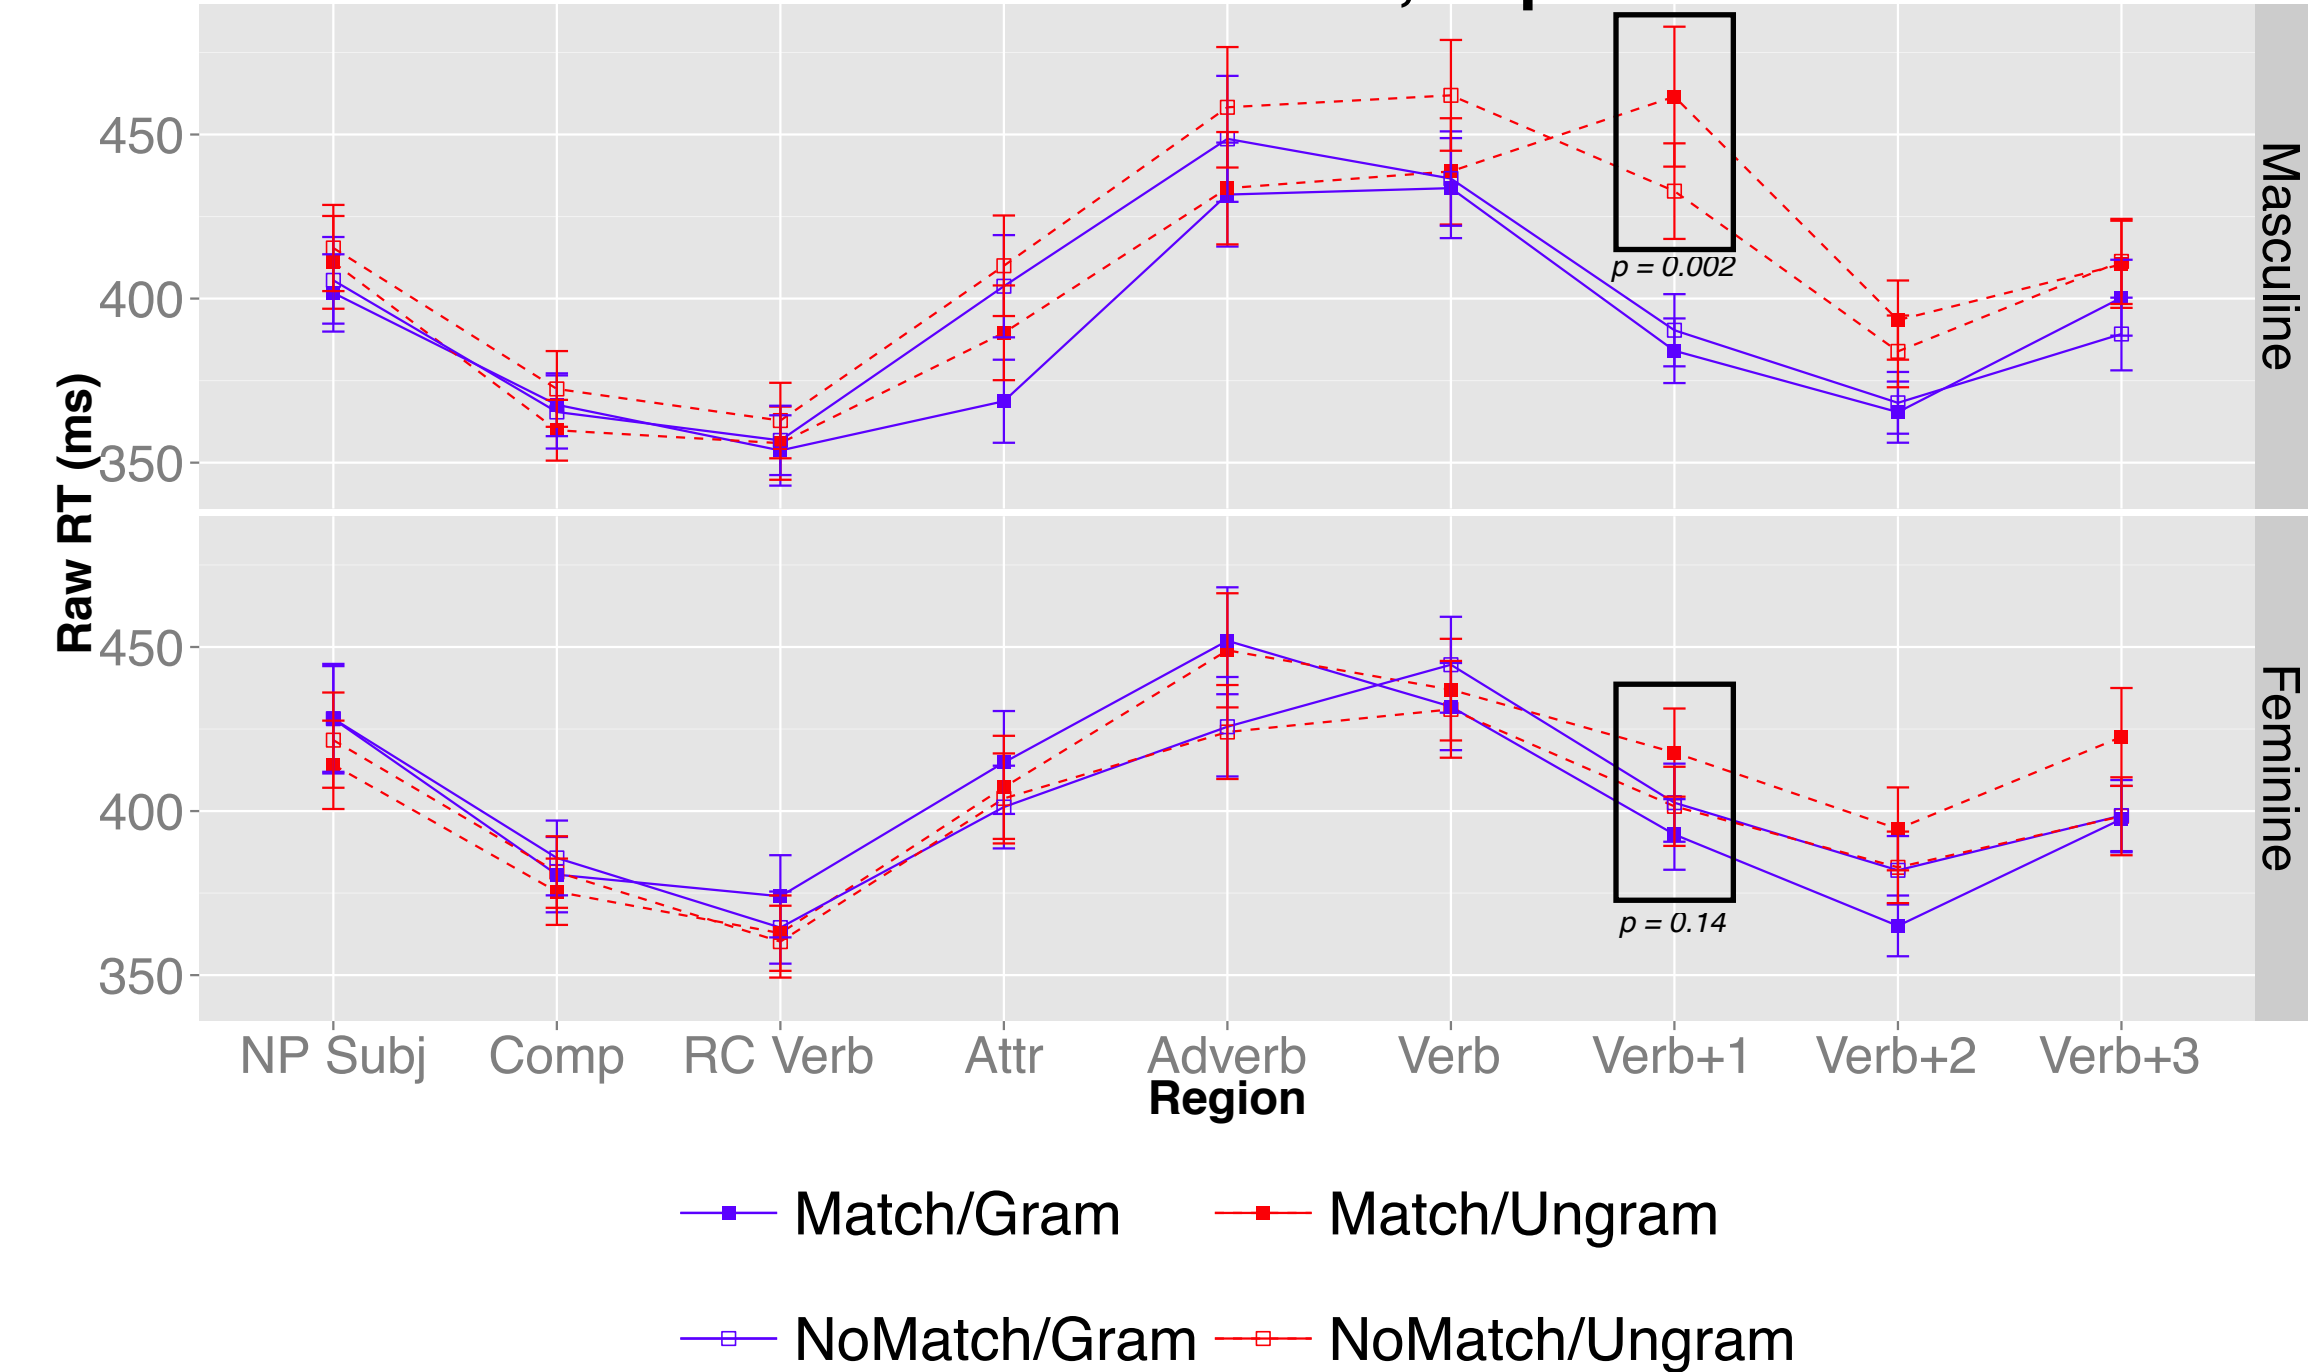 450
400
350
p = 0.002
Masculine
Raw RT (ms)
450
400
350
p = 0.14
Feminine
NP Subj Comp RC Verb Attr Adverb Verb Verb+1 Verb+2 Verb+3
Region
Match/Gram Match/Ungram
NoMatch/Gram NoMatch/Ungram